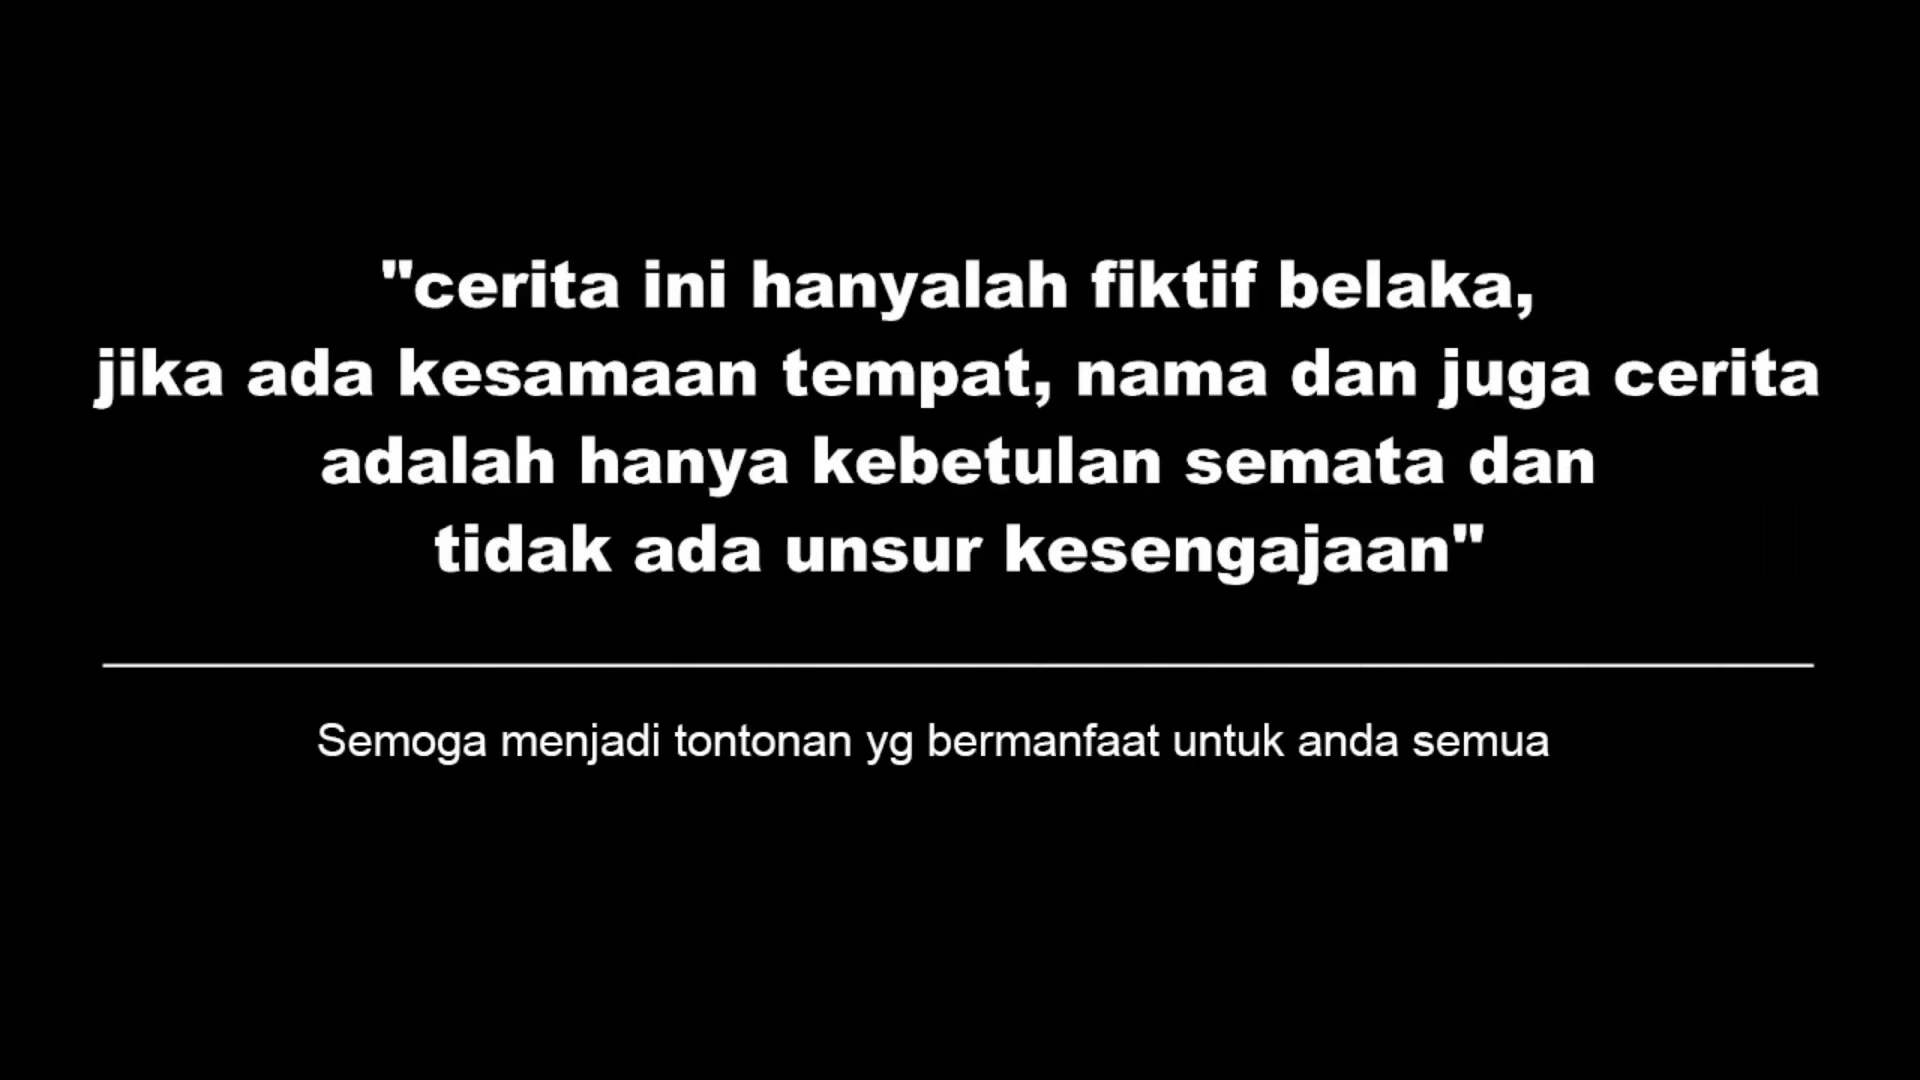 "cerita ini hanyalah fiktif belaka,
jika ada kesamaan tempat, nama dan juga cerita
adalah hanya kebetulan semata dan
tidak ada unsur kesengajaan"
Semoga menjadi tontonan yg bermanfaat untuk anda semua